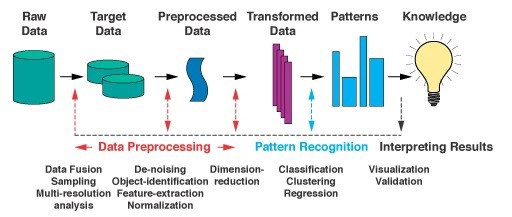 Raw
Data
Target
Data
Preprocessed
Data
Transformed
Data
Patterns
Knowledge
Data Preprocessing
Pattern Recognition
Interpreting Results
Data Fusion
Sampling
Multi-resolution
analysis
De-noising
Object-identification
Feature-extraction
Normalization
Dimension-
reduction
Classification
Clustering
Regression
Visualization
Validation